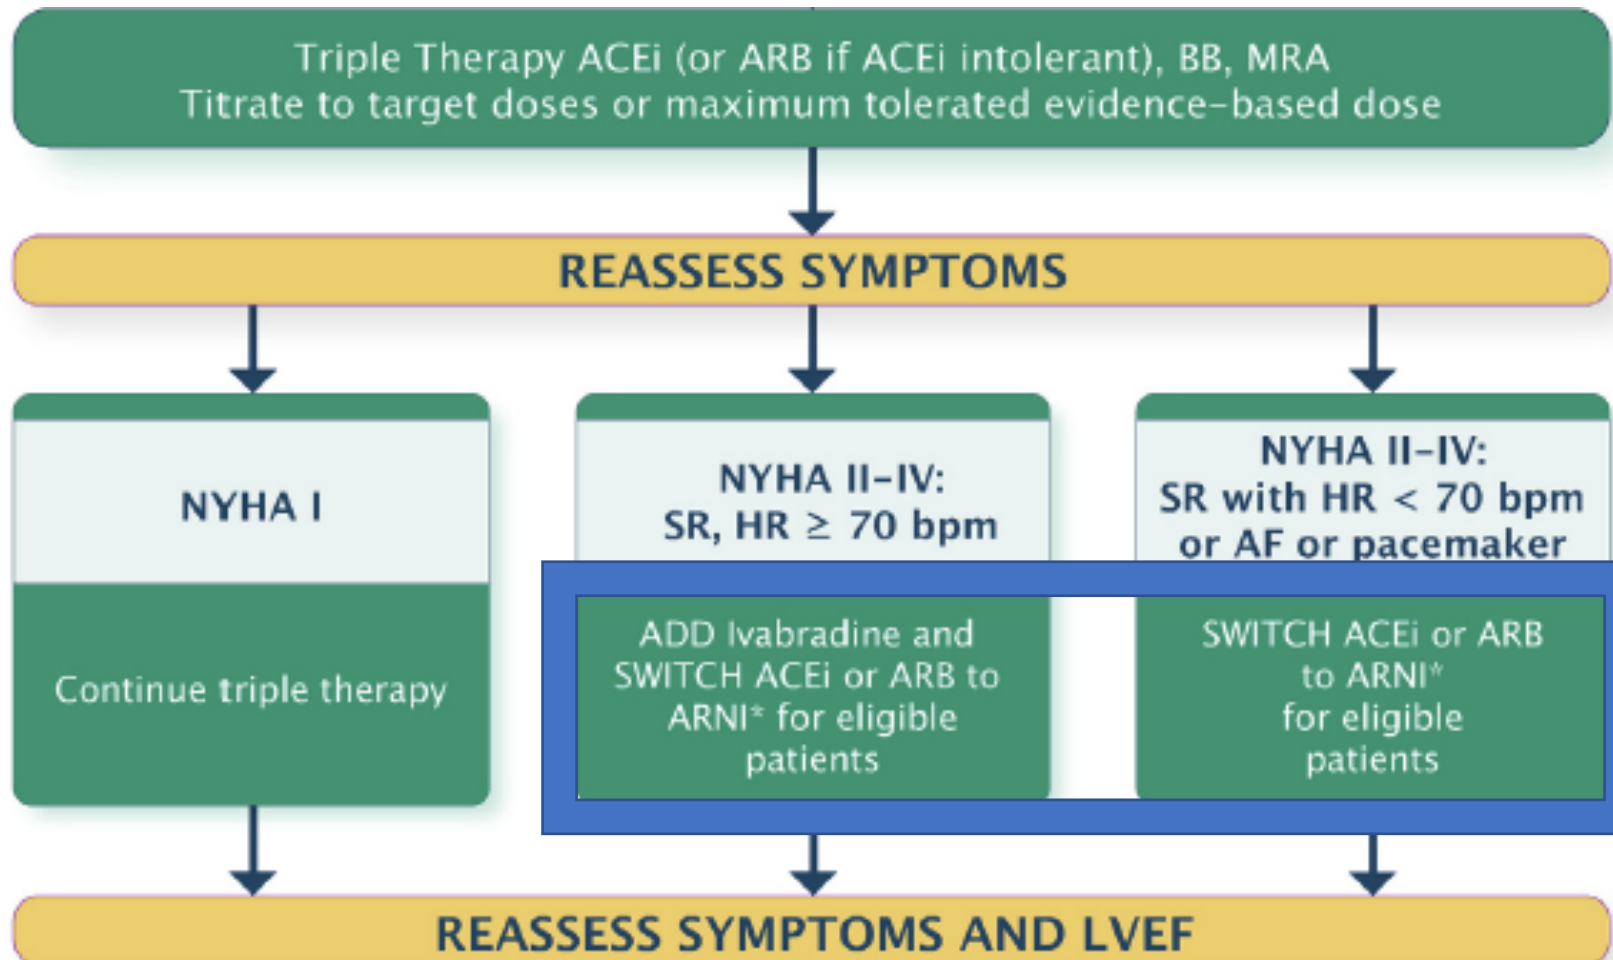 Triple Therapy ACEi (or ARB if ACEi intolerant), BB, MRA
Titrate to target doses or maximum tolerated evidence-based dose
REASSESS SYMPTOMS
NYHA I
Continue triple therapy
NYHA II-IV:
SR, HR ≥ 70 bpm
ADD Ivabradine and
SWITCH ACEi or ARB to
ARNI* for eligible
patients
NYHA II-IV:
SR with HR < 70 bpm
or AF or pacemaker
SWITCH ACEi or ARB
to ARNI*
for eligible
patients
REASSESS SYMPTOMS AND LVEF